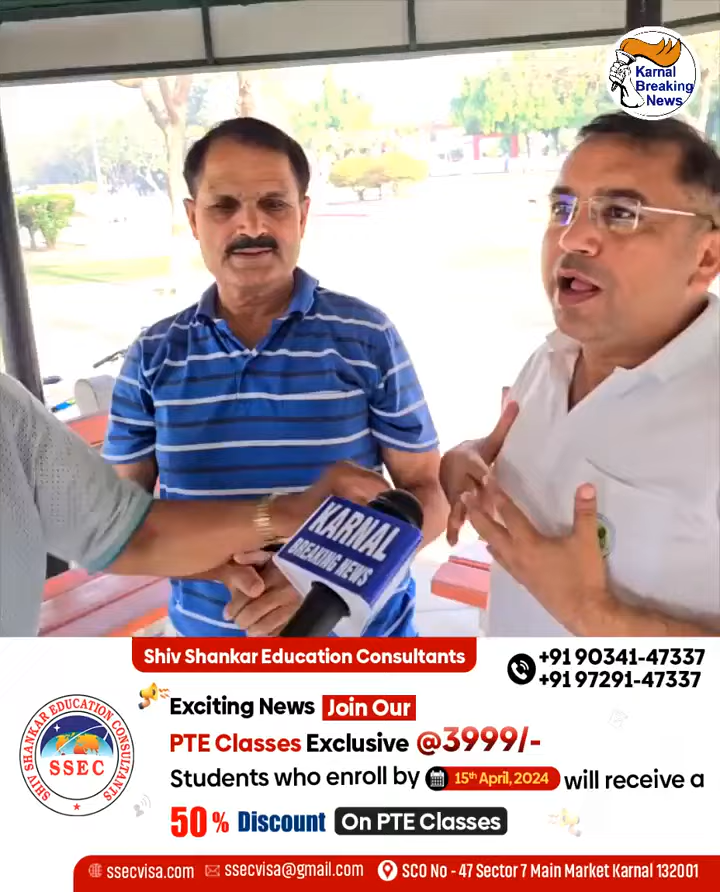 Karnal
Breaking
News
KARNAL
BREAKING NEWS
Shiv Shankar Education Consultants
+91 90341-47337
+91 97291-47337
SHIV SHANKAR EDUCATION CONSULTANTS
SSEC
Exciting News Join Our
PTE Classes Exclusive @3999/-
Students who enroll by 15th April, 2024 will receive a
50% Discount On PTE Classes
ssecvisa.com ssecvisa@gmail.com SCO No - 47 Sector 7 Main Market Karnal 132001